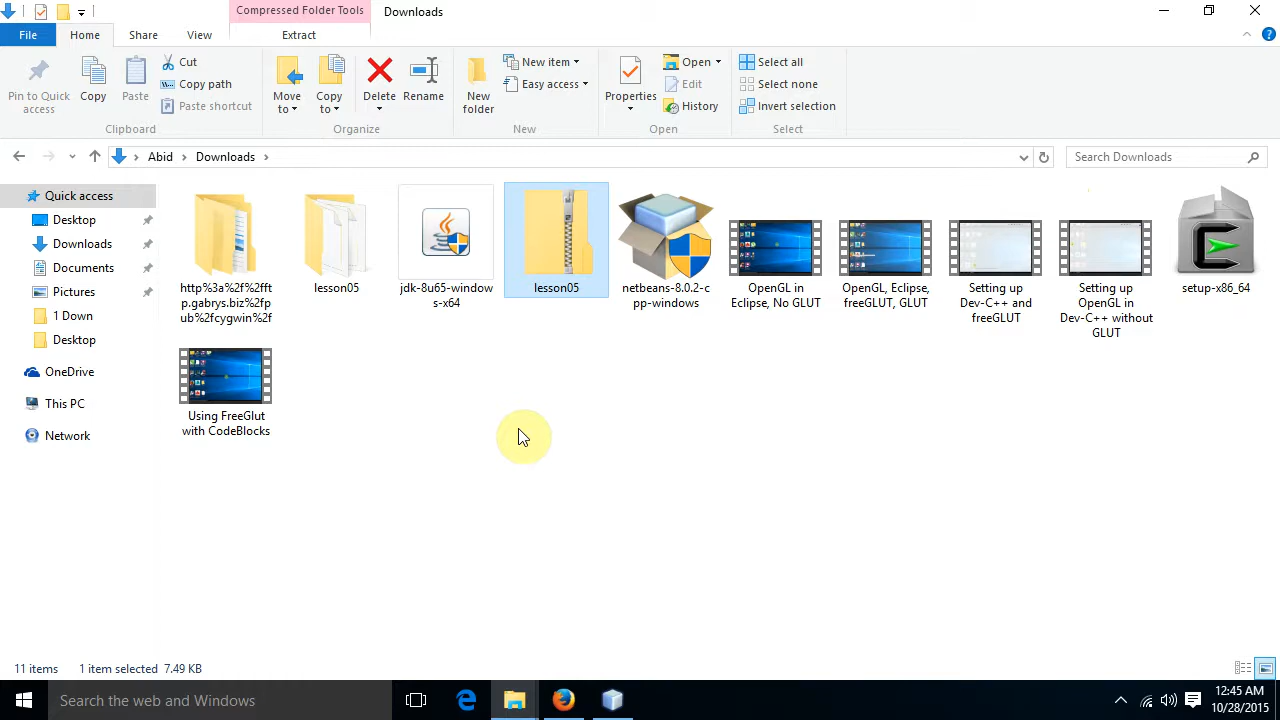 Compressed Folder Tools
Downloads
File
Home
Share
View
Extract
Pin to Quick access
Copy
Paste
Cut
Copy path
Paste shortcut
Clipboard
Move to
Copy to
Delete
Rename
Organize
New folder
New item
Easy access
New
Properties
Open
Edit
History
Open
Select all
Select none
Invert selection
Select
Abid
Downloads
Search Downloads
Quick access
Desktop
Downloads
Documents
Pictures
1 Down
Desktop
OneDrive
This PC
Network
http%3a%2f%2fft
p.gabrys.biz%2fp
ub%2fcygwin%2f
lesson05
jdk-8u65-window
s-x64
lesson05
netbeans-8.0.2-c
pp-windows
OpenGL in
Eclipse, No GLUT
OpenGL, Eclipse,
freeGLUT, GLUT
Setting up
Dev-C++ and
freeGLUT
Setting up
OpenGL in
Dev-C++ without
GLUT
setup-x86_64
Using FreeGlut
with CodeBlocks
11 items
1 item selected 7.49 KB
Search the web and Windows
12:45 AM
10/28/2015